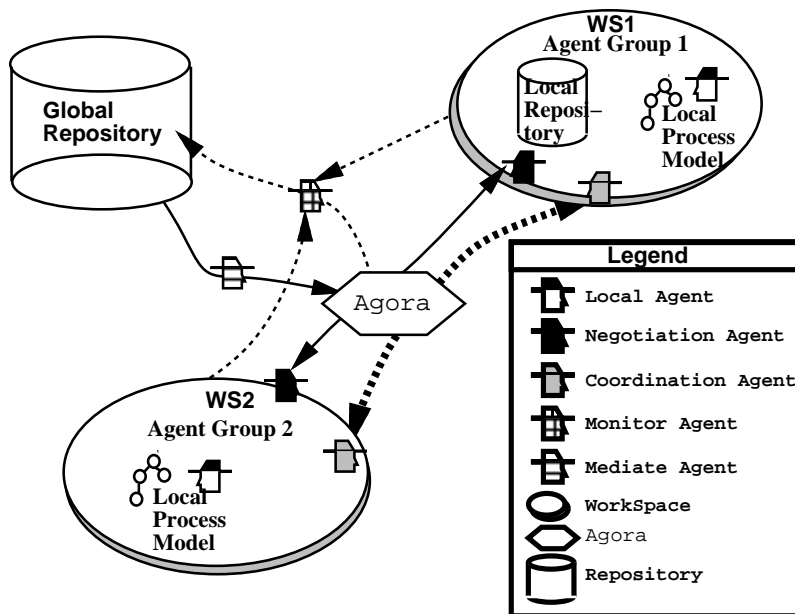 WS1
Agent Group 1
Local
Reposi–
tory
Local
Process
Model
Global
Repository
Agora
WS2
Agent Group 2
Local
Process
Model
Legend
Local Agent
Negotiation Agent
Coordination Agent
Monitor Agent
Mediate Agent
WorkSpace
Agora
Repository